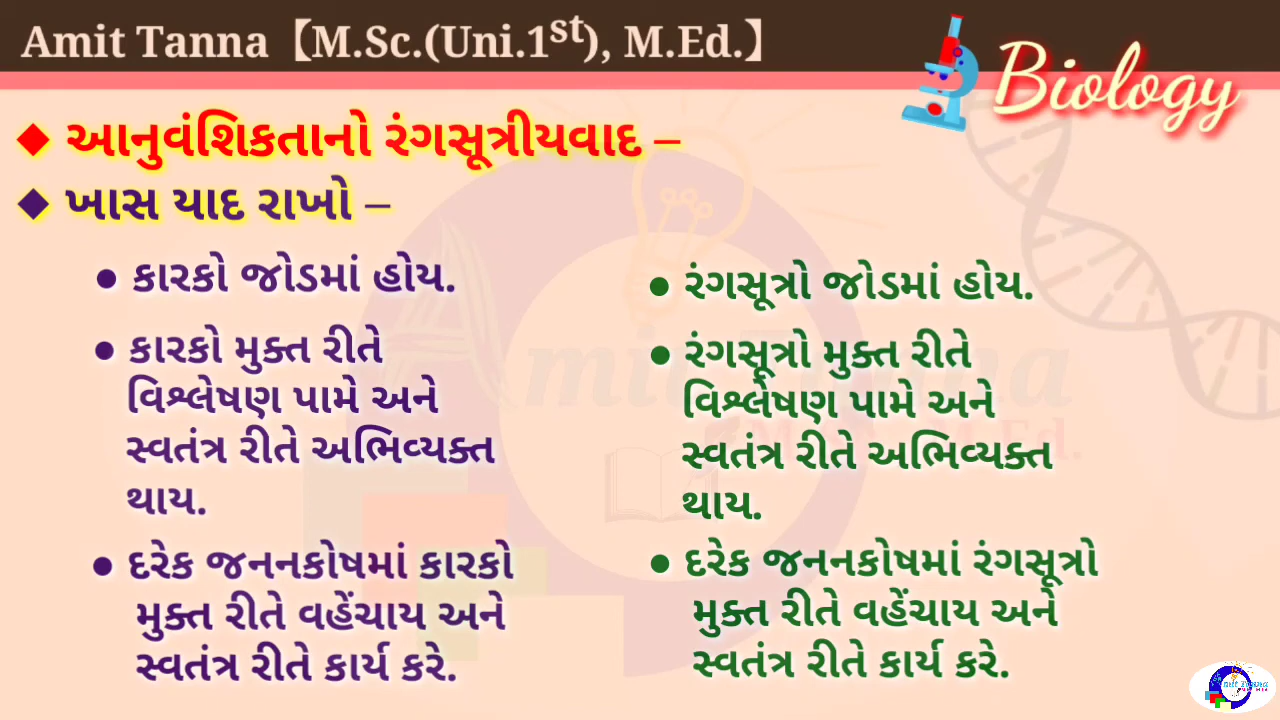 Amit Tanna【M.Sc.(Uni.1st), M.Ed.】
Biology
◆ આનુવંશિકતાનો રંગસૂત્રીયવાદ –
◆ ખાસ યાદ રાખો –
● કારકો જોડમાં હોય.
● કારકો મુક્ત રીતે
વિશ્લેષણ પામે અને
સ્વતંત્ર રીતે અભિવ્યક્ત
થાય.
● દરેક જનનકોષમાં કારકો
મુક્ત રીતે વહેંચાય અને
સ્વતંત્ર રીતે કાર્ય કરે.
● રંગસૂત્રો જોડમાં હોય.
● રંગસૂત્રો મુક્ત રીતે
વિશ્લેષણ પામે અને
સ્વતંત્ર રીતે અભિવ્યક્ત
થાય.
● દરેક જનનકોષમાં રંગસૂત્રો
મુક્ત રીતે વહેંચાય અને
સ્વતંત્ર રીતે કાર્ય કરે.
Amit Tanna